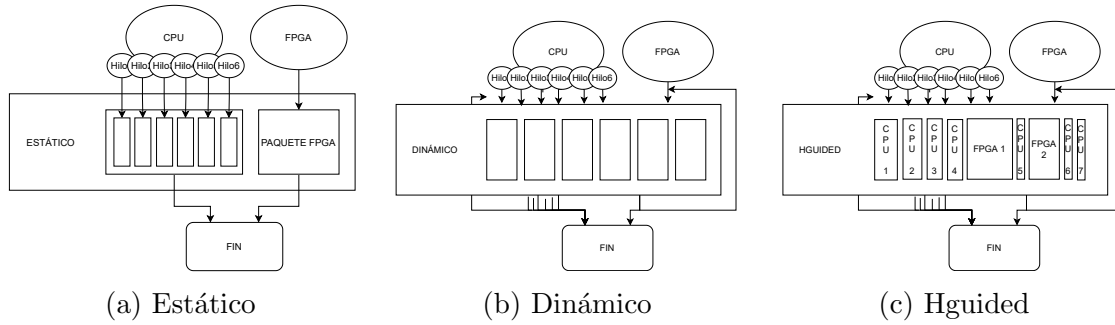 CPU
FPGA
Hilo
Hilo
Hilo
Hilo
Hilo
Hilo6
ESTÁTICO
PAQUETE FPGA
FIN
(a) Estático
CPU
FPGA
Hilo
Hilo
Hilo
Hilo
Hilo6
DINÁMICO
FIN
(b) Dinámico
CPU
FPGA
Hilo
Hilo
Hilo
Hilo
Hilo
Hilo6
HGUIDED
CPU 1
CPU 2
CPU 3
CPU 4
FPGA 1
CPU 5
FPGA 2
CPU 6
CPU 7
FIN
(c) Hguided